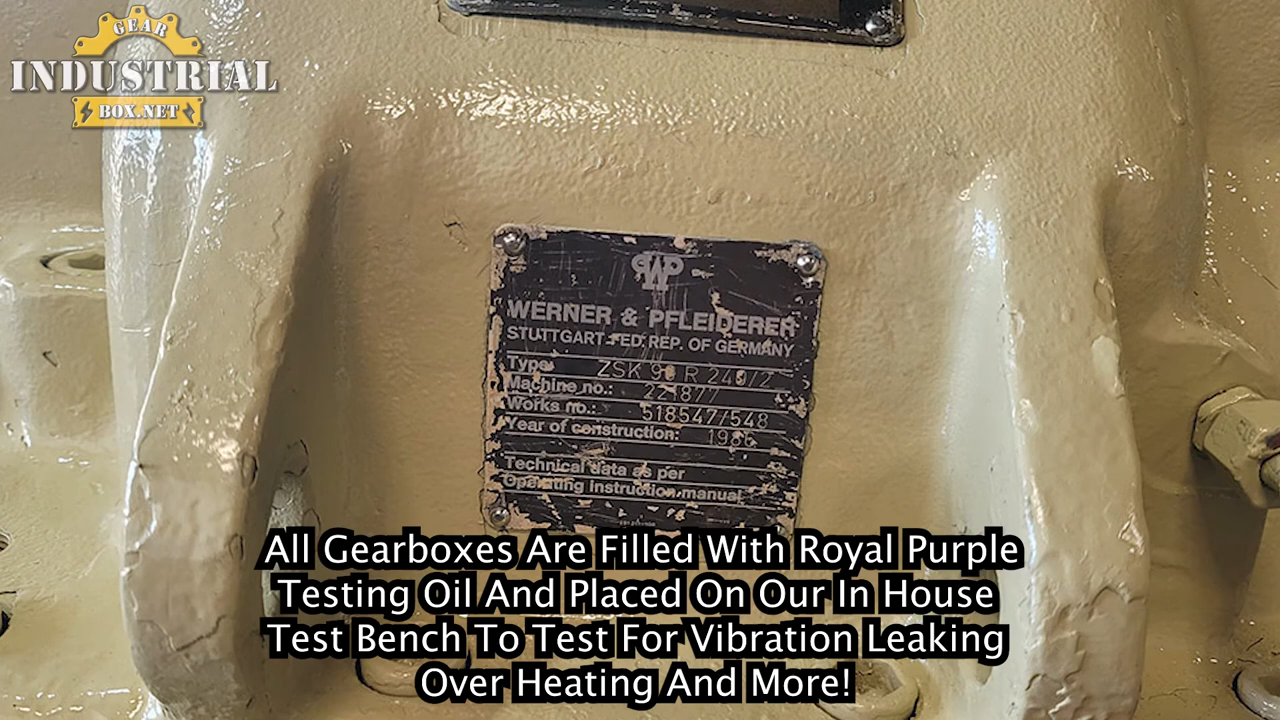 GEAR
INDUSTRIAL
BOX.NET
WERNER & PFLEIDERER
STUTTGART-FED. REP. OF GERMANY
Type: ZSK R
Machine no.: 221877
Works no.: 518547/548
Year of construction:
Technical data as per
Operating instruction manual
All Gearboxes Are Filled With Royal Purple
Testing Oil And Placed On Our In House
Test Bench To Test For Vibration Leaking
Over Heating And More!